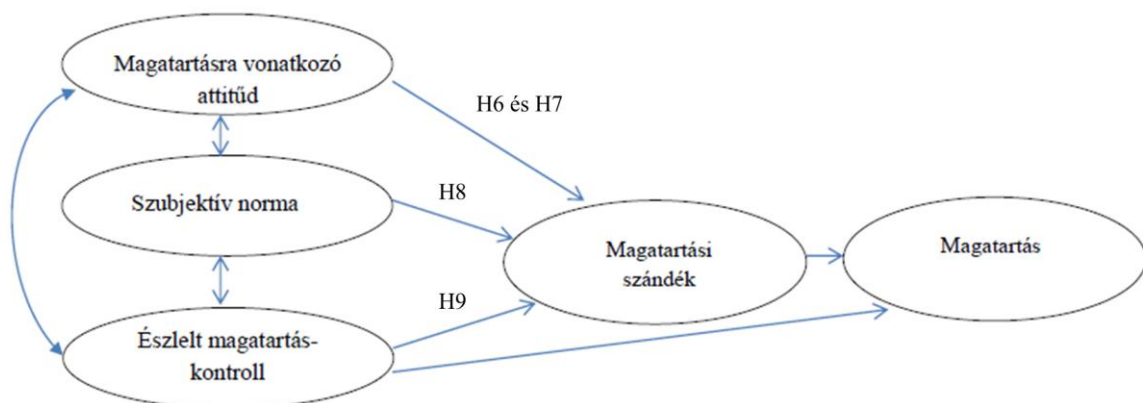 Magatartásra vonatkozó
attitűd
H6 és H7
Szubjektív norma
H8
Magatartási
szándék
Magatartás
H9
Észlelt magatartás-
kontroll